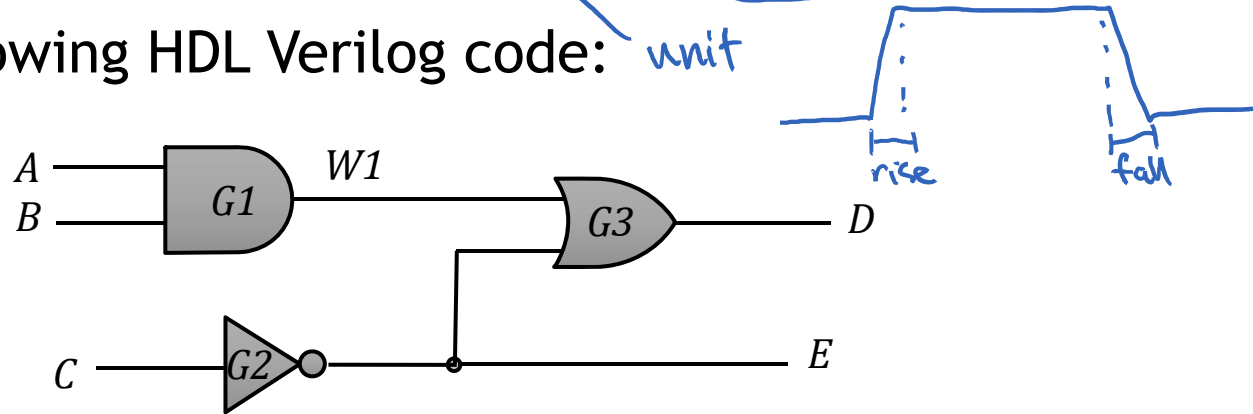 owing HDL Verilog code: unit
rise fall
A W1
G1
B
G3 D
C G2 E